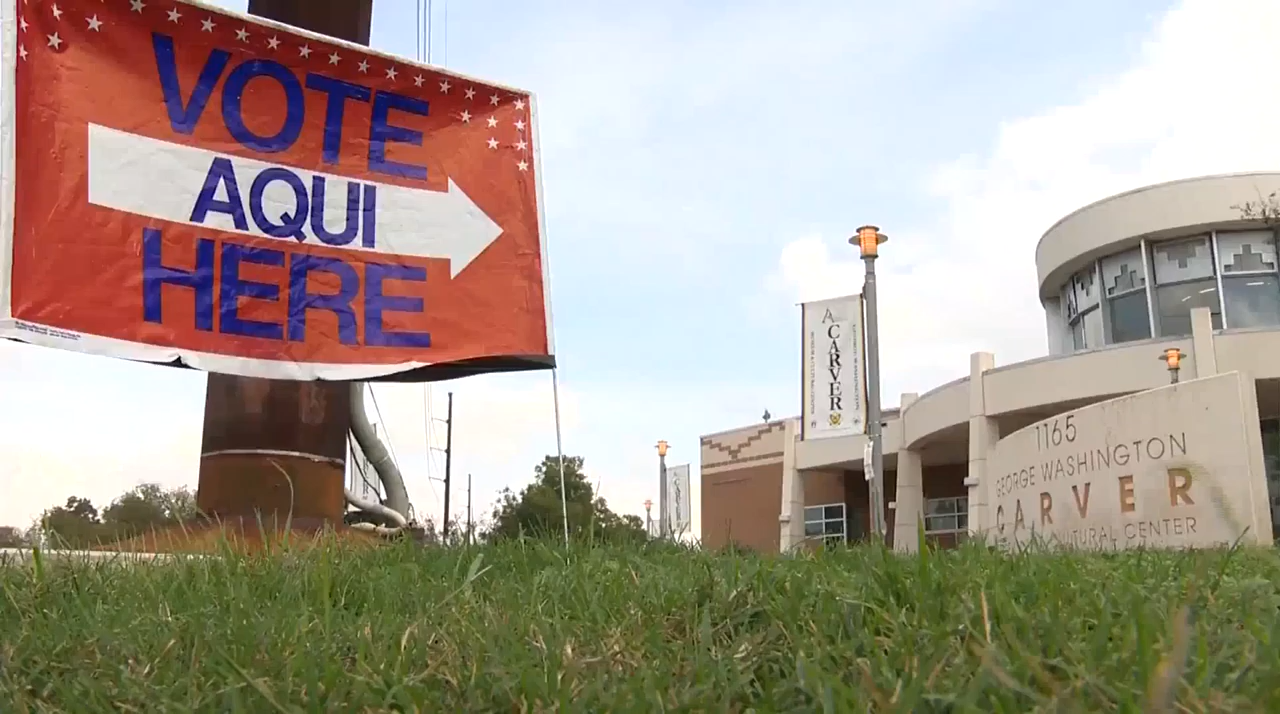 VOTE
AQUI
HERE
A
CARVER
1165
GEORGE WASHINGTON
CARVER
CULTURAL CENTER